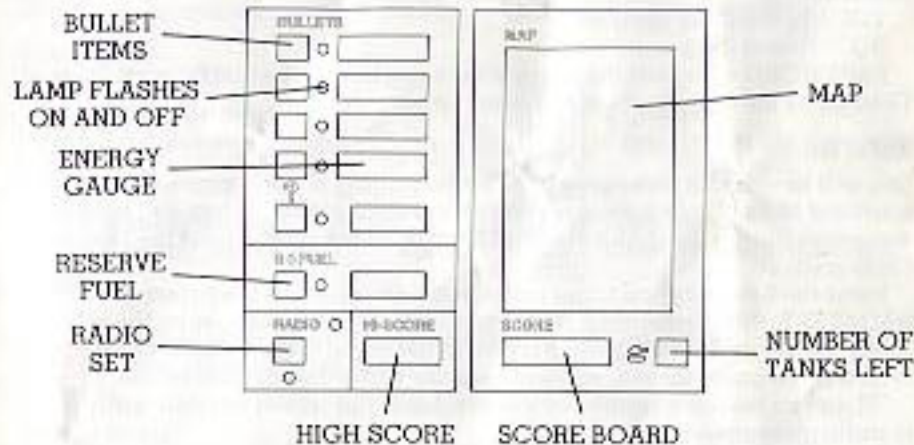 BULLET
ITEMS
LAMP FLASHES
ON AND OFF
ENERGY
GAUGE
RESERVE
FUEL
RADIO
SET
BULLETS
FUEL
RADIO
HI-SCORE
HIGH SCORE
MAP
MAP
SCORE
SCORE BOARD
NUMBER OF
TANKS LEFT